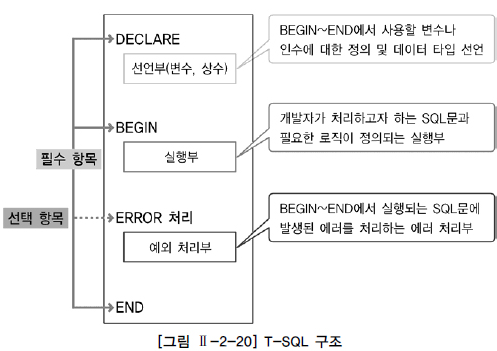 DECLARE
선언부(변수, 상수)
BEGIN~END에서 사용할 변수나
인수에 대한 정의 및 데이터 타입 선언
BEGIN
실행부
개발자가 처리하고자 하는 SQL문과
필요한 로직이 정의되는 실행부
필수 항목
선택 항목
ERROR 처리
예외 처리부
BEGIN~END에서 실행되는 SQL문에
발생된 에러를 처리하는 에러 처리부
END
[그림 Ⅱ-2-20] T-SQL 구조